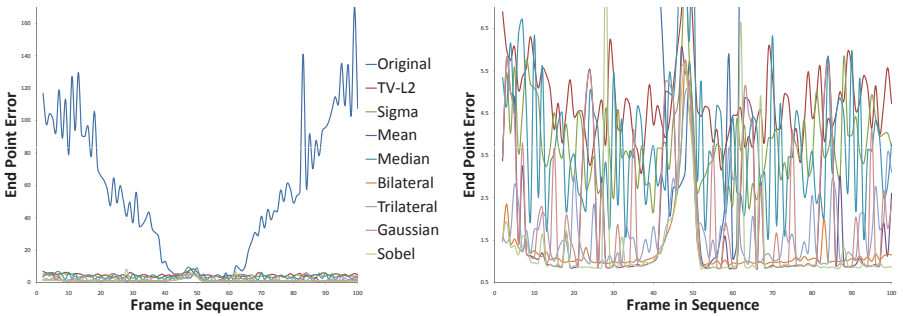 End Point Error
160
140
120
100
80
60
40
20
0
0 10 20 30 40 50 60 70 80 90 100
Frame in Sequence
Original
TV-L2
Sigma
Mean
Median
Bilateral
Trilateral
Gaussian
Sobel
End Point Error
6.5
5.5
4.5
3.5
2.5
1.5
0.5
0 10 20 30 40 50 60 70 80 90 100
Frame in Sequence